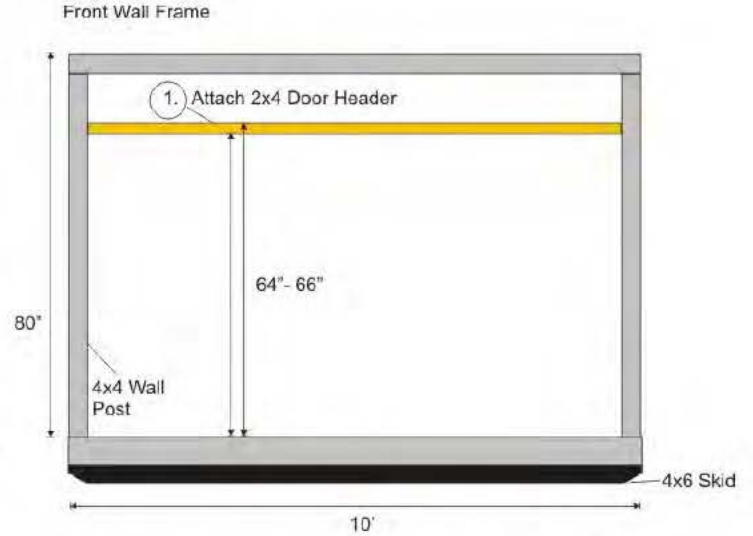 Front Wall Frame
1. Attach 2x4 Door Header
64”- 66”
80”
4x4 Wall
Post
4x6 Skid
10’